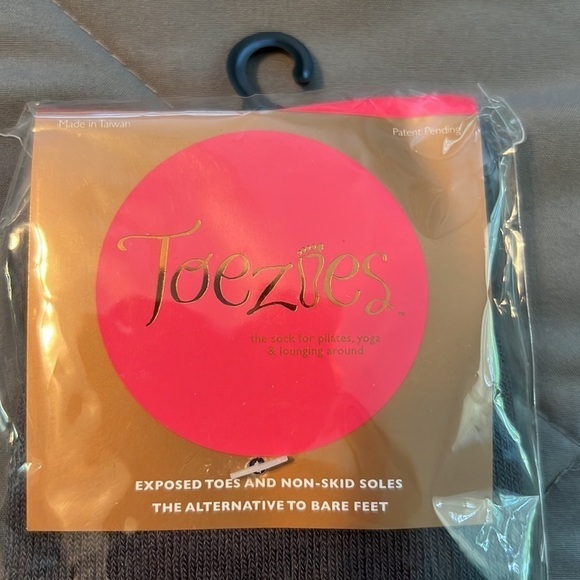 Made in Taiwan
Patent Pending
Toezies™
the sock for pilates, yoga
& lounging around
EXPOSED TOES AND NON-SKID SOLES
THE ALTERNATIVE TO BARE FEET